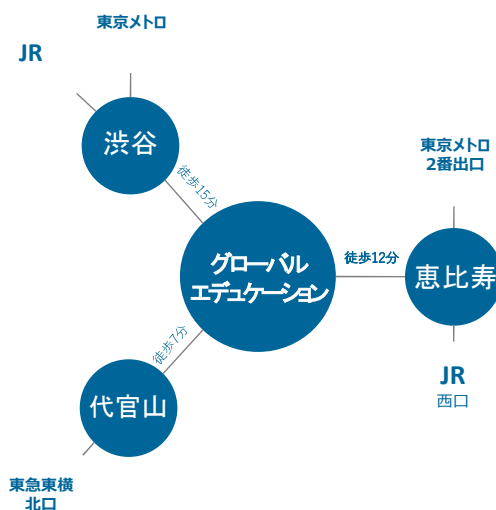 東京メトロ
JR
渋谷
徒歩15分
東京メトロ
2番出口
グローバル
エデュケーション
徒歩12分
恵比寿
JR
西口
徒歩7分
代官山
東急東横
北口